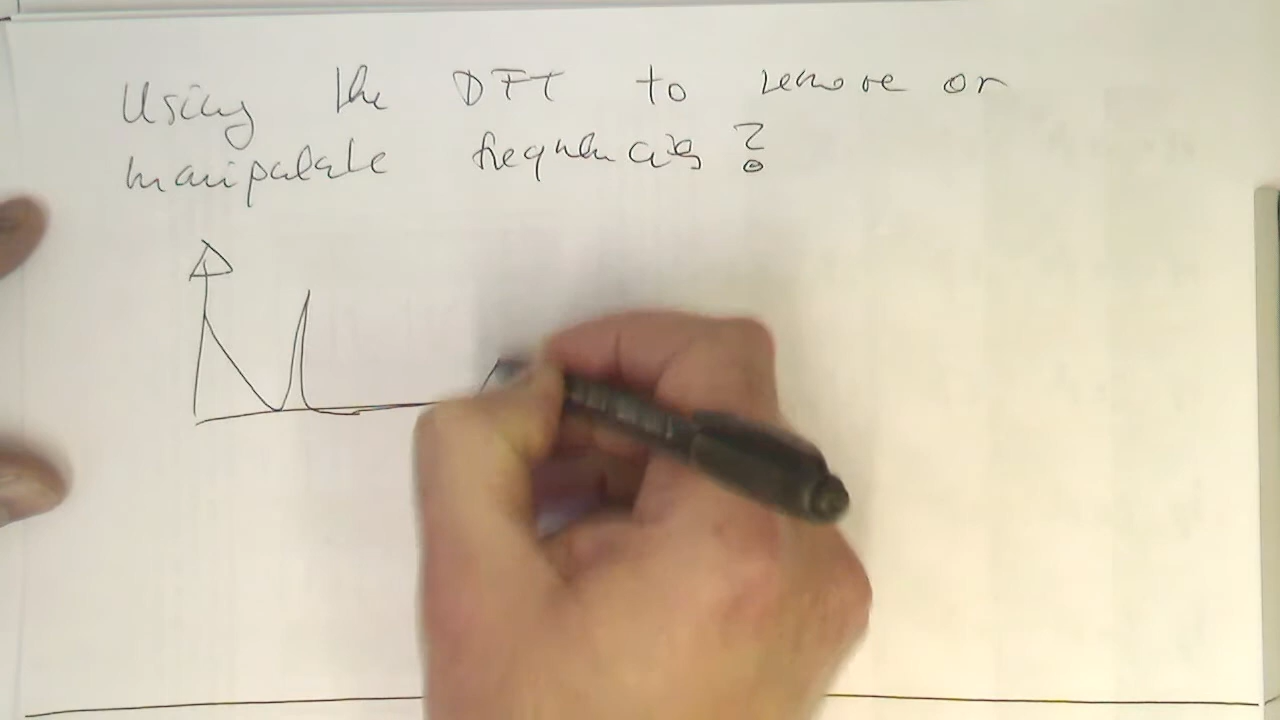 Using the DFT to remove or
manipulate frequencies?